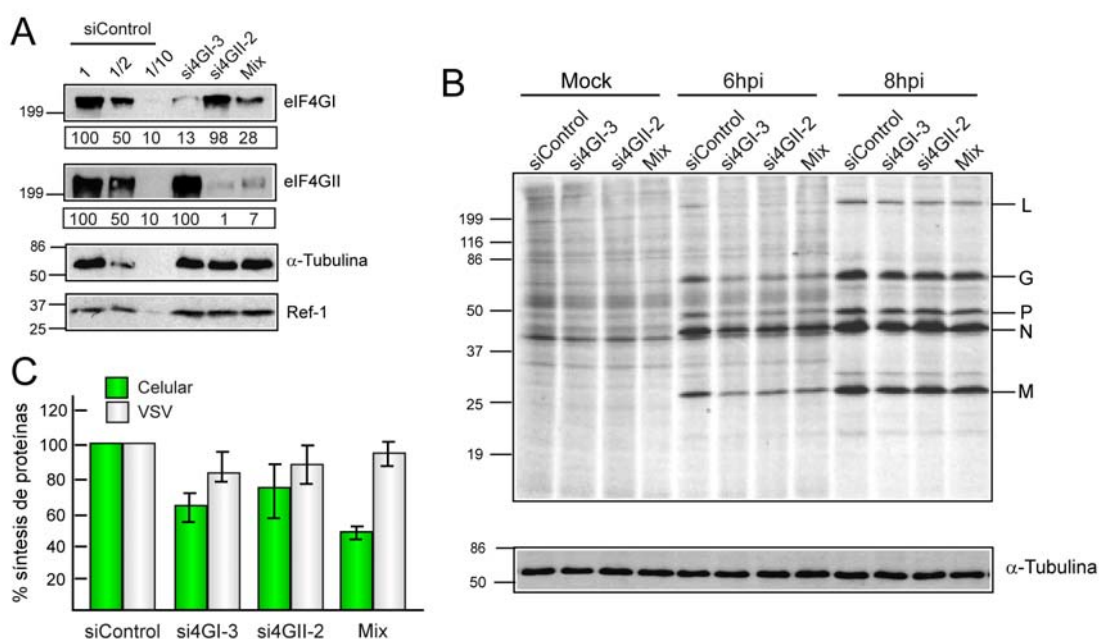 A
siControl
1 1/2 1/10 si4GI-3 si4GII-2 Mix
199 eIF4GI
100 50 10 13 98 28
199 eIF4GII
100 50 10 100 1 7
86
50
α-Tubulina
37
25
Ref-1
B
Mock 6hpi 8hpi
siControl si4GI-3 si4GII-2 Mix siControl si4GI-3 si4GII-2 Mix siControl si4GI-3 si4GII-2 Mix
L
199
116
86
G
50
P
N
37
M
25
19
86
50
α-Tubulina
C
Celular
VSV
% síntesis de proteínas
120
100
80
60
40
20
siControl si4GI-3 si4GII-2 Mix